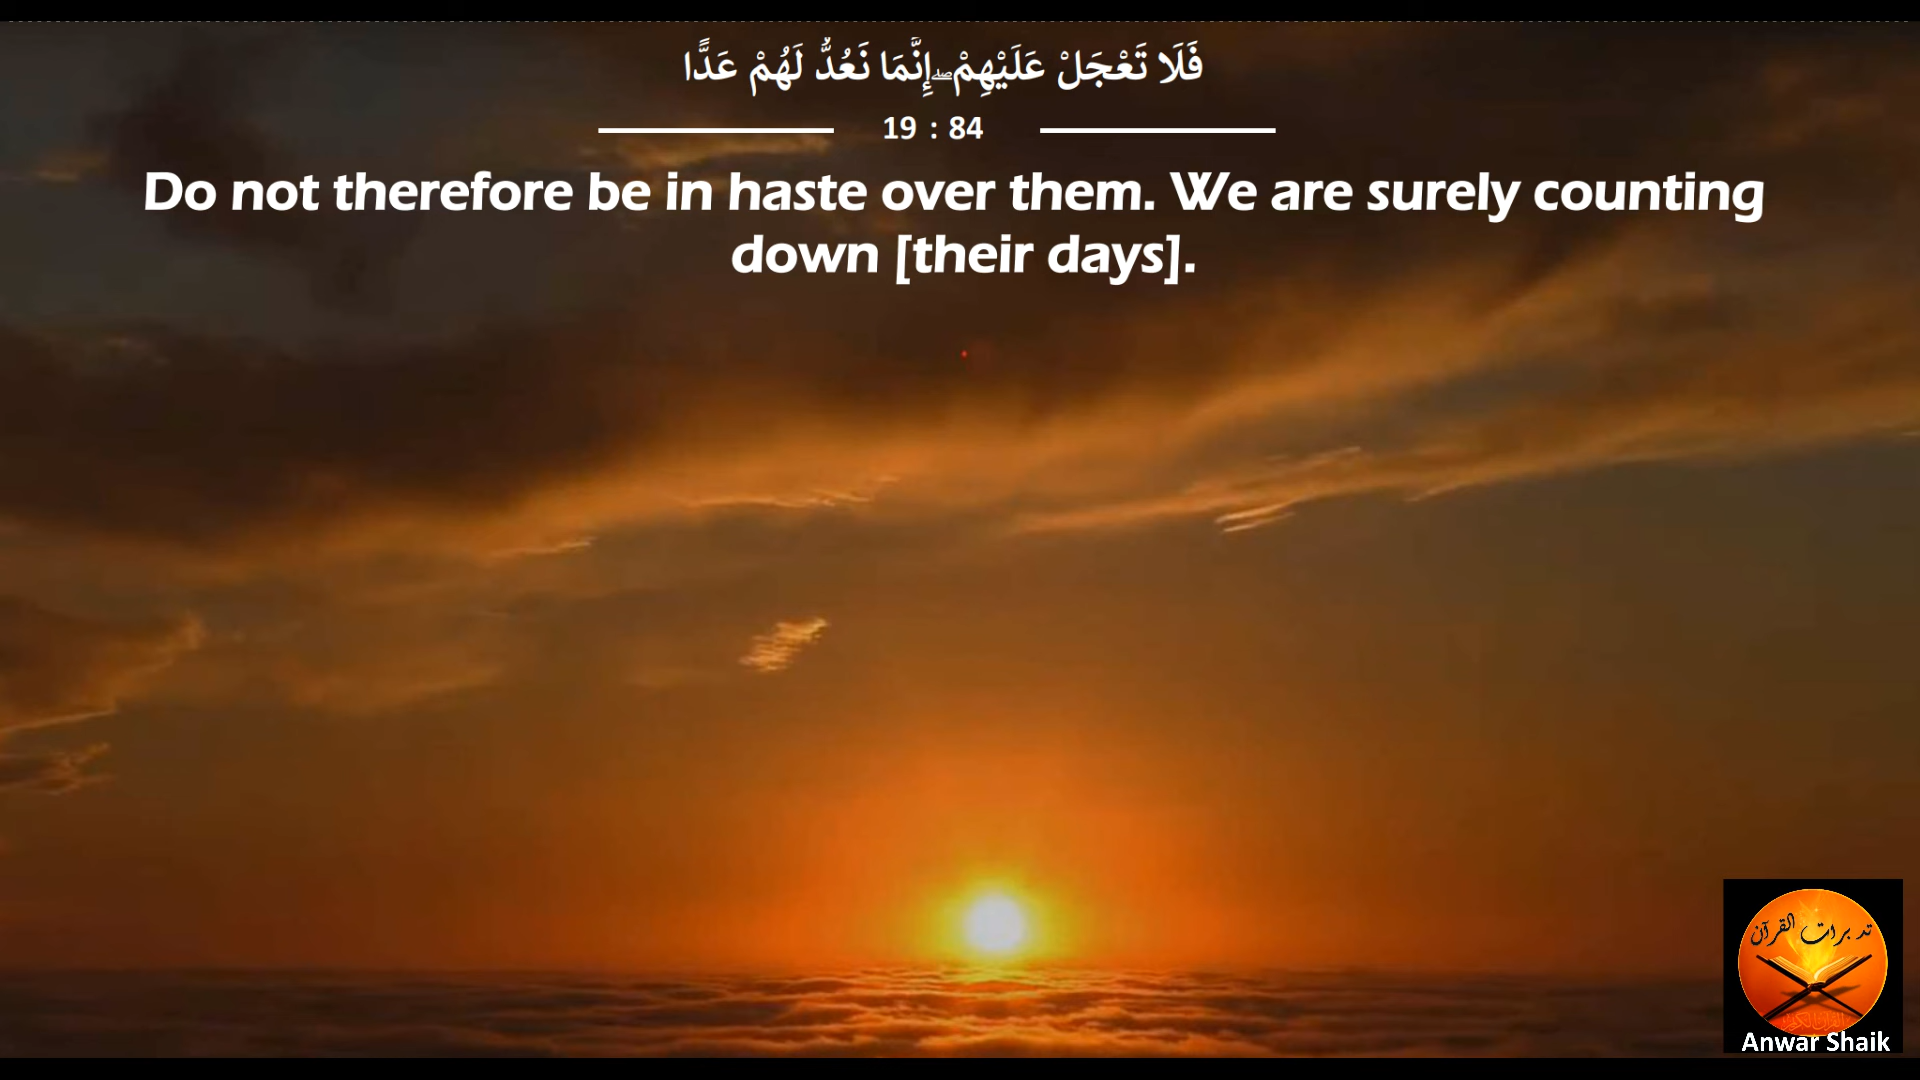 فَلَا تَعْجَلْ عَلَيْهِمْ ۖ إِنَّمَا نَعُدُّ لَهُمْ عَدًّا
19 : 84
Do not therefore be in haste over them. We are surely counting
down [their days].
تدبرات القرآن
Anwar Shaik